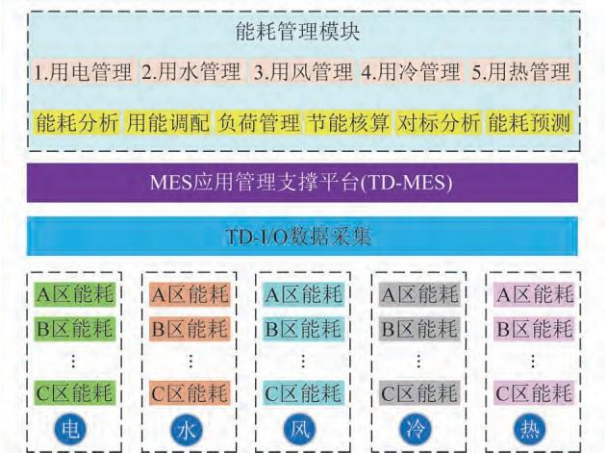 能耗管理模块
1.用电管理 2.用水管理 3.用风管理 4.用冷管理 5.用热管理
能耗分析 用能调配 负荷管理 节能核算 对标分析 能耗预测
MES应用管理支撑平台(TD-MES)
TD-I/O数据采集
A区能耗 A区能耗 A区能耗 A区能耗 A区能耗
B区能耗 B区能耗 B区能耗 B区能耗 B区能耗
⋮ ⋮ ⋮ ⋮ ⋮
C区能耗 C区能耗 C区能耗 C区能耗 C区能耗
电 水 风 冷 热